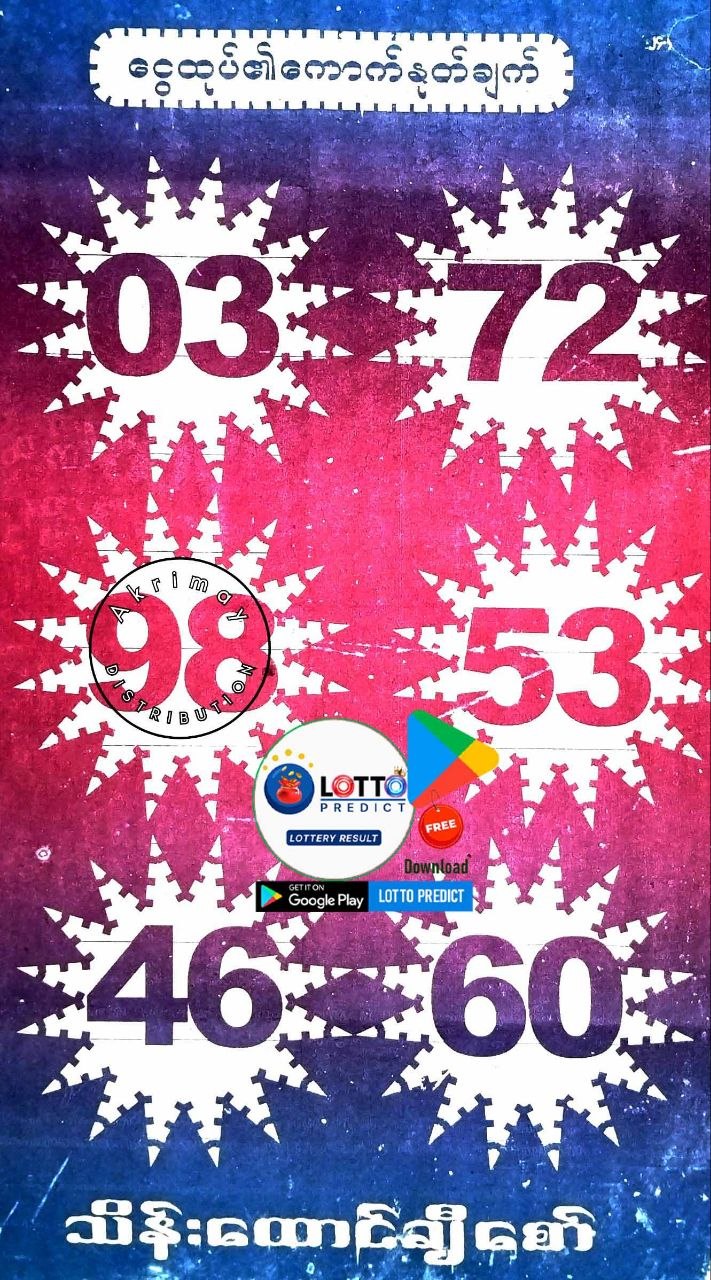 ငွေထုပ်၏ကောက်နုတ်ချက်
03 72
98 53
Akrimay
DISTRIBUTION
LOTTO
PREDICT
LOTTERY RESULT
FREE
Download
GET IT ON
Google Play
LOTTO PREDICT
46 60
သိန်းထောင်ချီစော်